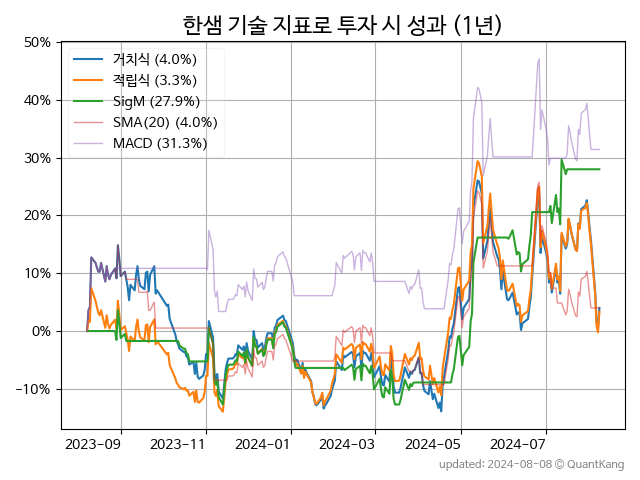 한샘 기술 지표로 투자 시 성과 (1년)
50%
40%
30%
20%
10%
0%
−10%
거치식 (4.0%)
적립식 (3.3%)
SigM (27.9%)
SMA(20) (4.0%)
MACD (31.3%)
2023-09
2023-11
2024-01
2024-03
2024-05
2024-07
updated: 2024-08-08 © QuantKang